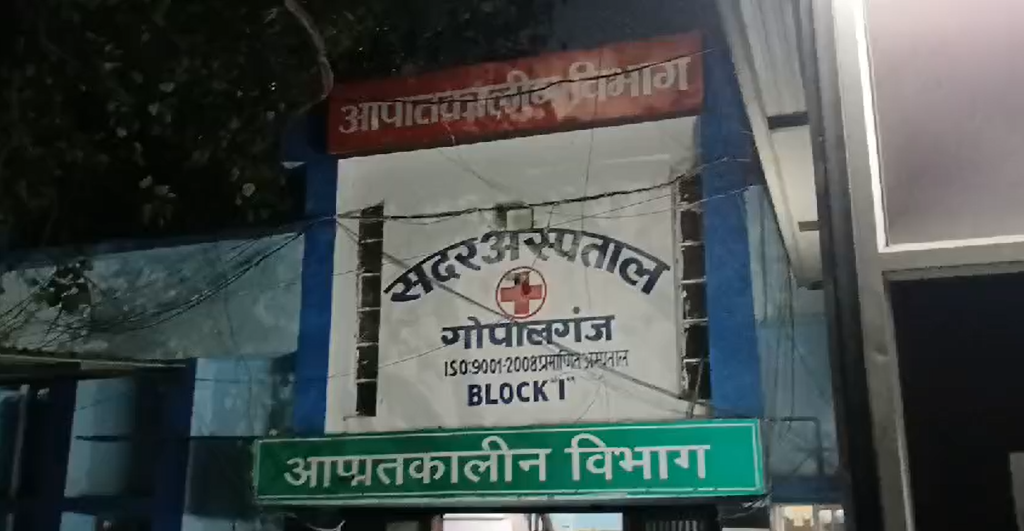 आपातकालीन विभाग
सदर अस्पताल
गोपालगंज
ISO:9001-2008 प्रमाणित अस्पताल
BLOCK "I"
आपातकालीन विभाग